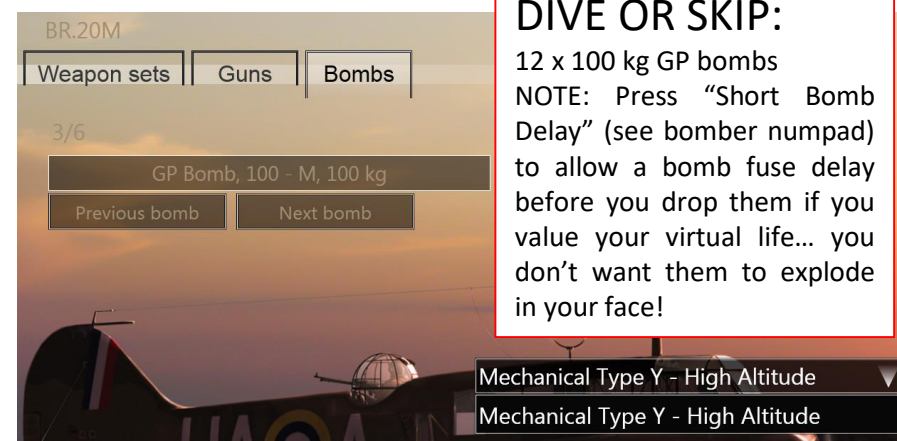 BR.20M
Weapon sets
Guns
Bombs
3/6
GP Bomb, 100 - M, 100 kg
Previous bomb
Next bomb
DIVE OR SKIP:
12 x 100 kg GP bombs
NOTE: Press “Short Bomb
Delay” (see bomber numpad)
to allow a bomb fuse delay
before you drop them if you
value your virtual life… you
don’t want them to explode
in your face!
Mechanical Type Y - High Altitude
Mechanical Type Y - High Altitude